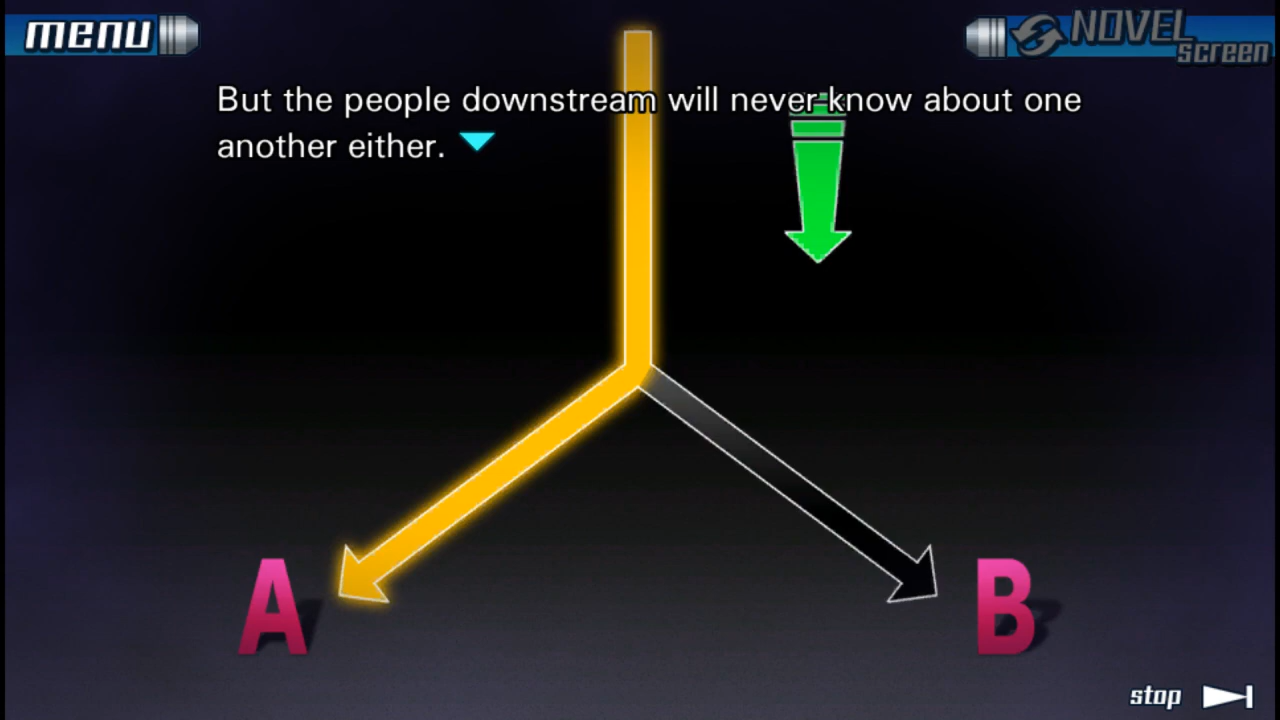 menu
NOVEL
screen
But the people downstream will never know about one
another either.
A
B
stop